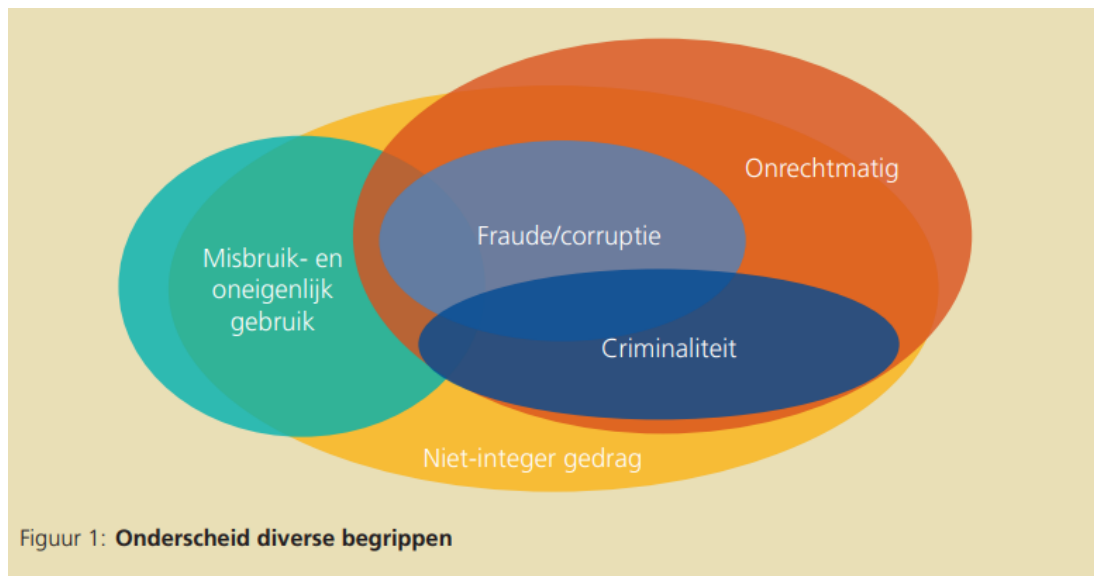 Onrechtmatig
Fraude/corruptie
Misbruik- en
oneigenlijk
gebruik
Criminaliteit
Niet-integer gedrag
Figuur 1: Onderscheid diverse begrippen